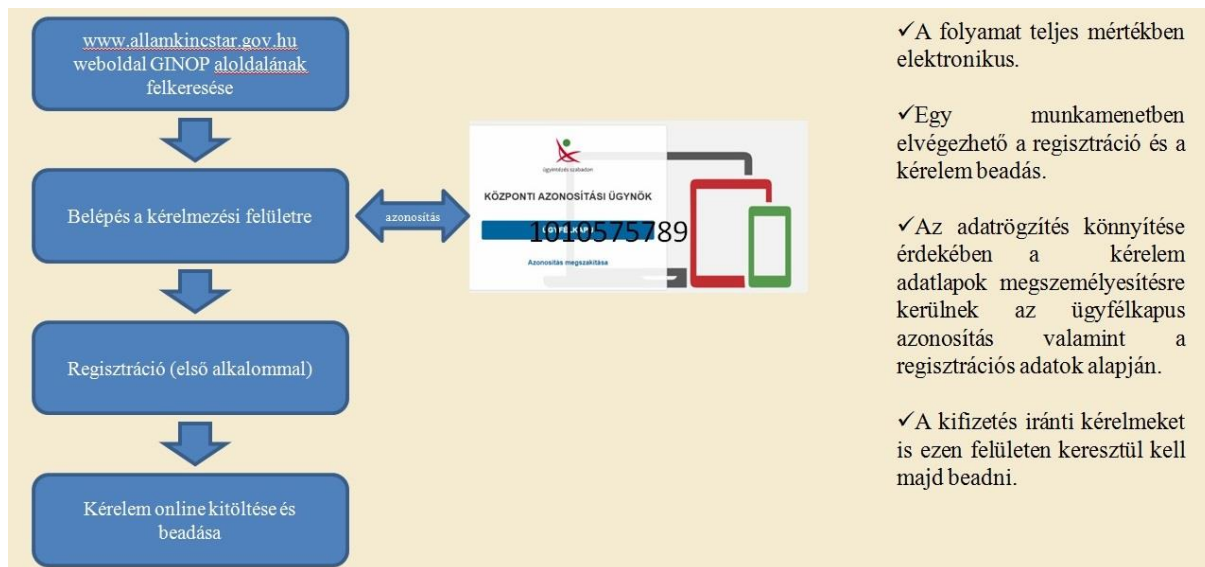 www.allamkincstar.gov.hu
weboldal GINOP aloldalának
felkeresése
Belépés a kérelmezési felületre
azonosítás
ügyintézés szabadon
KÖZPONTI AZONOSÍTÁSI ÜGYNÖK
ÜGYFÉLKAPU
1010575789
Azonosítás megszakítása
Regisztráció (első alkalommal)
Kérelem online kitöltése és
beadása
✓A folyamat teljes mértékben
elektronikus.
✓Egy munkamenetben
elvégezhető a regisztráció és a
kérelem beadás.
✓Az adatrögzítés könnyítése
érdekében a kérelem
adatlapok megszemélyesítésre
kerülnek az ügyfélkapus
azonosítás valamint a
regisztrációs adatok alapján.
✓A kifizetés iránti kérelmeket
is ezen felületen keresztül kell
majd beadni.